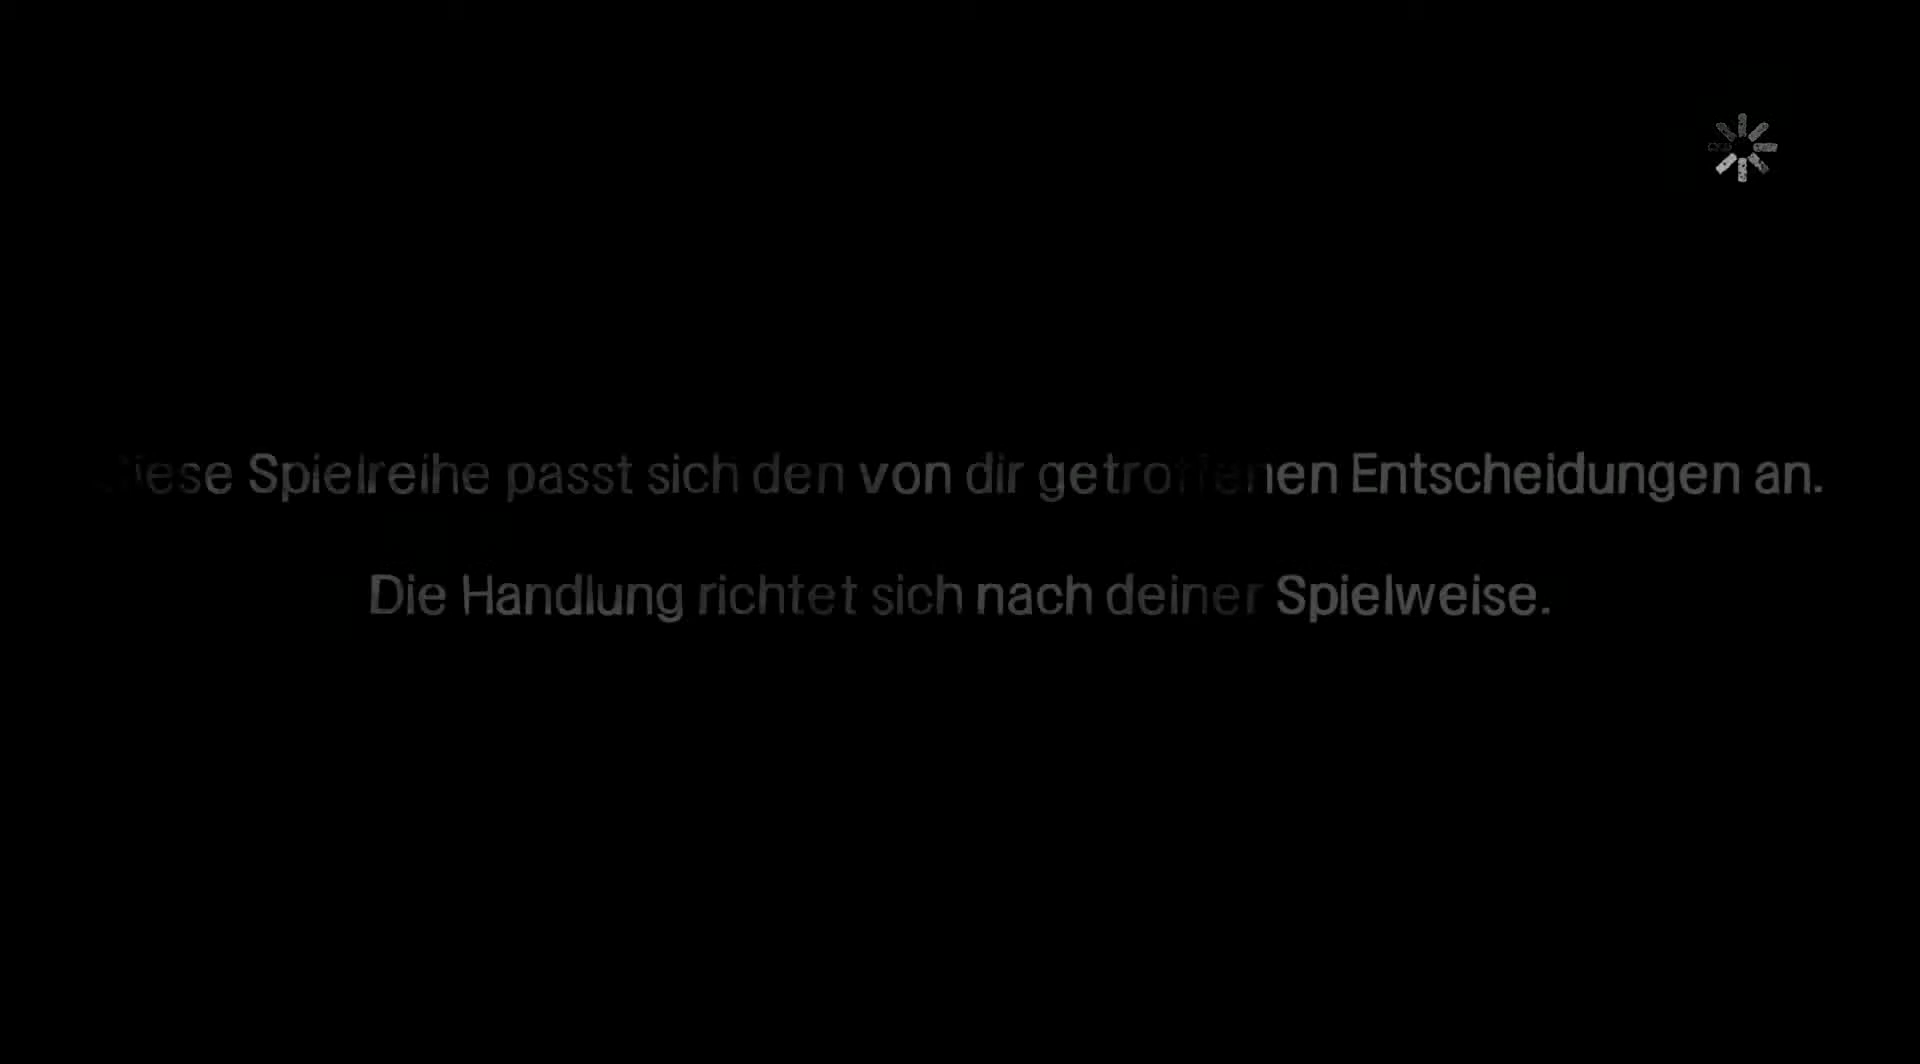 Diese Spielreihe passt sich den von dir getroffenen Entscheidungen an.
Die Handlung richtet sich nach deiner Spielweise.